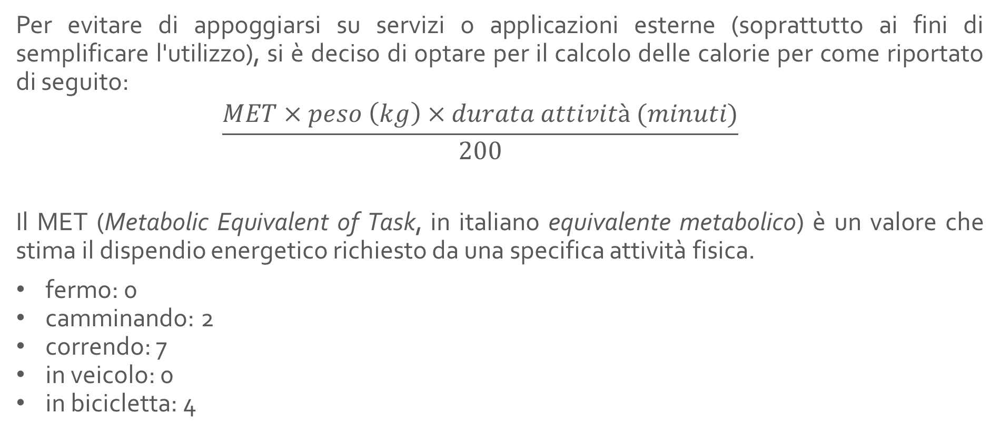 Per evitare di appoggiarsi su servizi o applicazioni esterne (soprattutto ai fini di
semplificare l'utilizzo), si è deciso di optare per il calcolo delle calorie per come riportato
di seguito:
MET × peso (kg) × durata attività (minuti)
200
Il MET (Metabolic Equivalent of Task, in italiano equivalente metabolico) è un valore che
stima il dispendio energetico richiesto da una specifica attività fisica.
• fermo: 0
• camminando: 2
• correndo: 7
• in veicolo: 0
• in bicicletta: 4